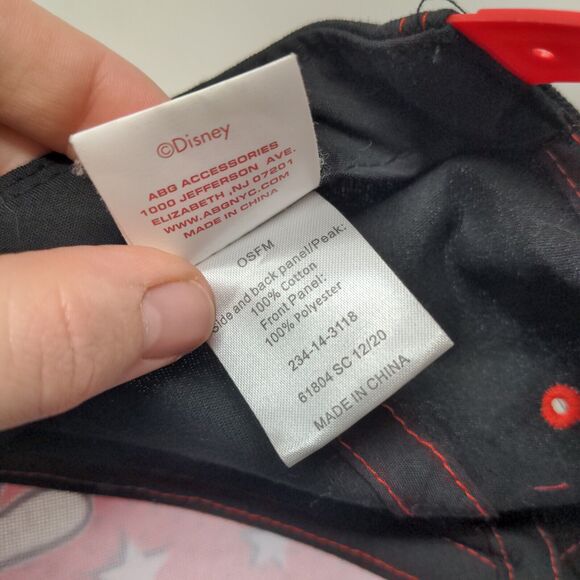 ©Disney
ABG ACCESSORIES
1000 JEFFERSON AVE.
ELIZABETH ,NJ 07201
WWW.ABGNYC.COM
MADE IN CHINA
OSFM
Side and back panel/Peak:
100% Cotton
Front Panel:
100% Polyester
234-14-3118
61804 SC 12/20
MADE IN CHINA